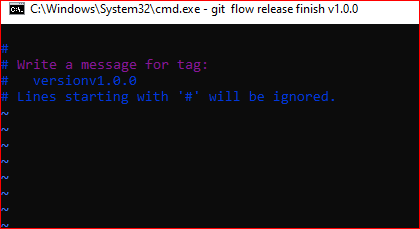 C:\Windows\System32\cmd.exe - git  flow release finish v1.0.0
#
# Write a message for tag:
#   versionv1.0.0
# Lines starting with '#' will be ignored.
~
~
~
~
~
~
~
~